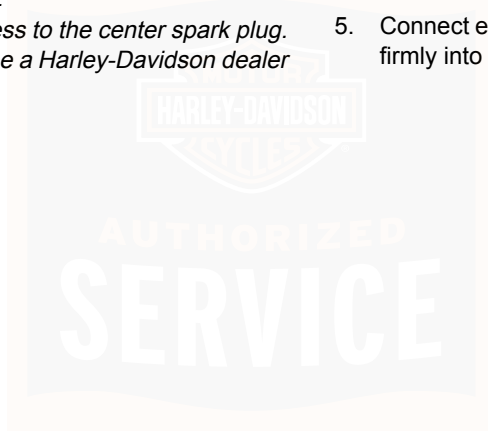 ess to the center spark plug.
e a Harley-Davidson dealer
5. Connect e
firmly into
MOTOR
HARLEY-DAVIDSON
CYCLES
AUTHORIZED
SERVICE